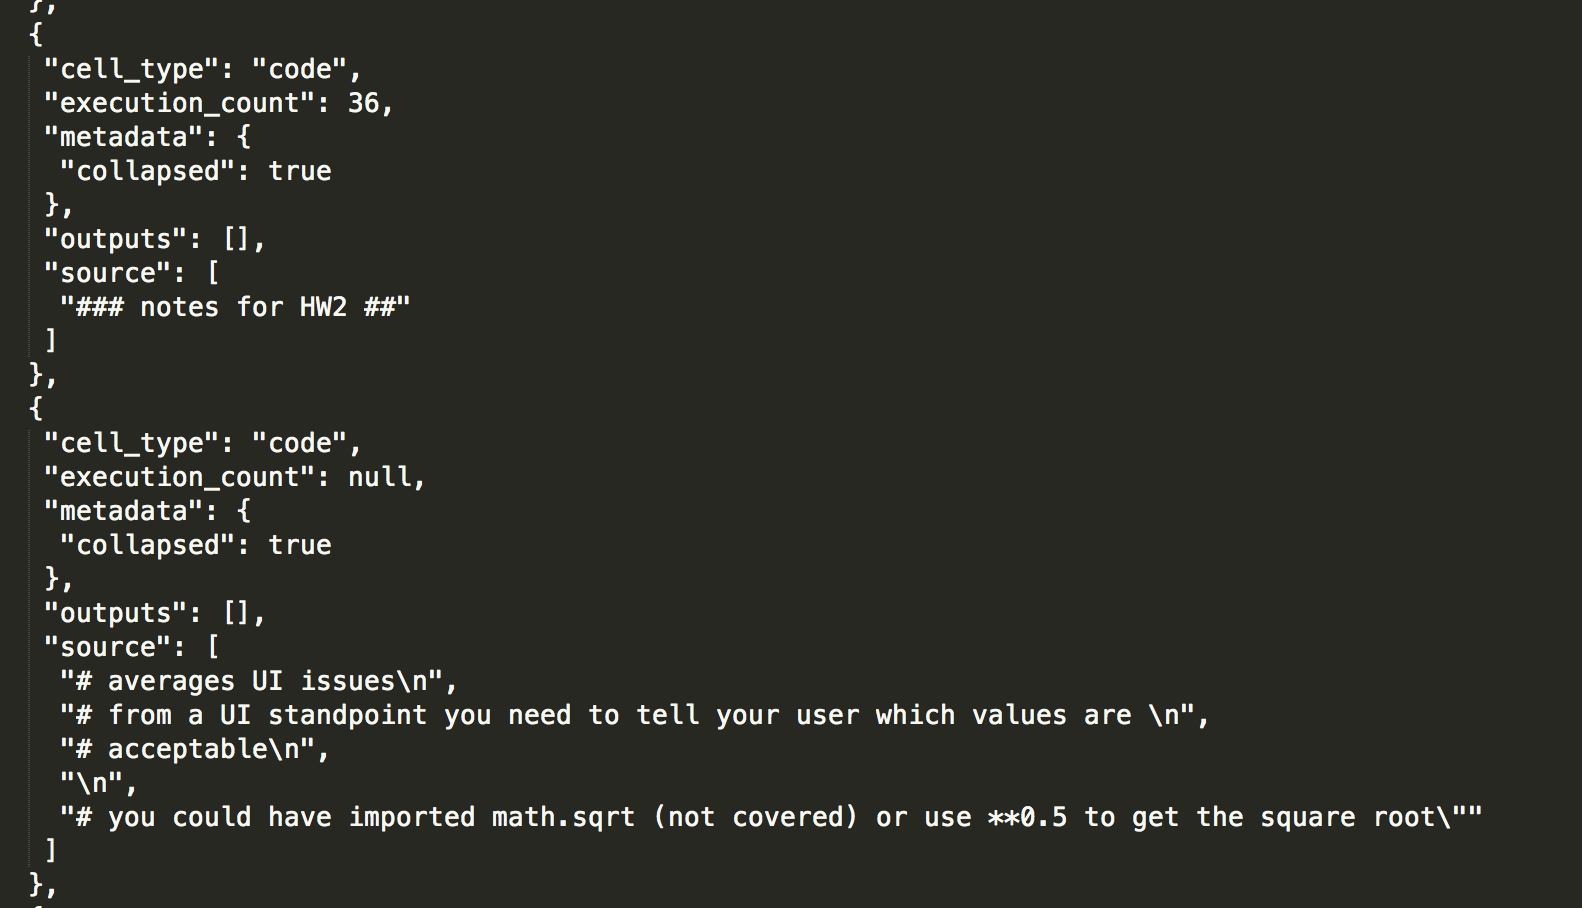 },
{
"cell_type": "code",
"execution_count": 36,
"metadata": {
"collapsed": true
},
"outputs": [],
"source": [
"### notes for HW2 ##"
]
},
{
"cell_type": "code",
"execution_count": null,
"metadata": {
"collapsed": true
},
"outputs": [],
"source": [
"# averages UI issues\n",
"# from a UI standpoint you need to tell your user which values are \n",
"# acceptable\n",
"\n",
"# you could have imported math.sqrt (not covered) or use **0.5 to get the square root\""
]
},
{